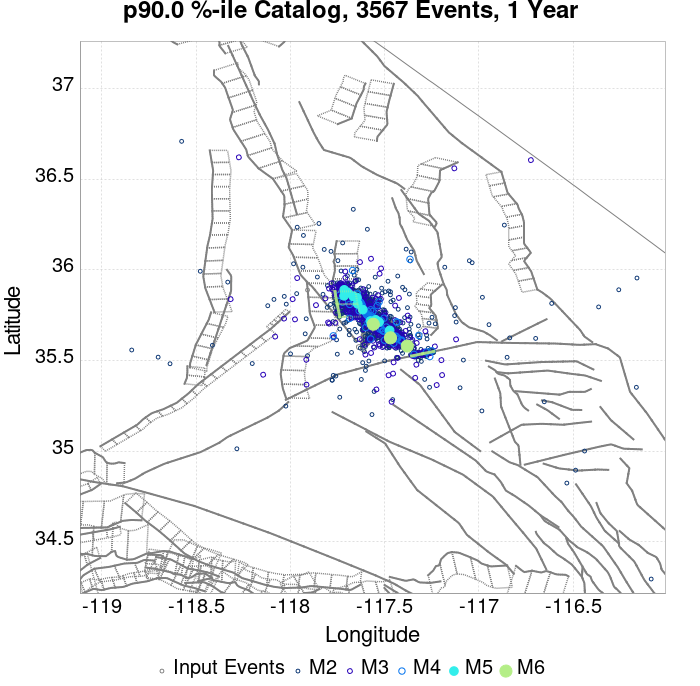 p90.0 %-ile Catalog, 3567 Events, 1 Year
37
36.5
36
35.5
35
34.5
Latitude
-119 -118.5 -118 -117.5 -117 -116.5
Longitude
Input Events M2 M3 M4 M5 M6